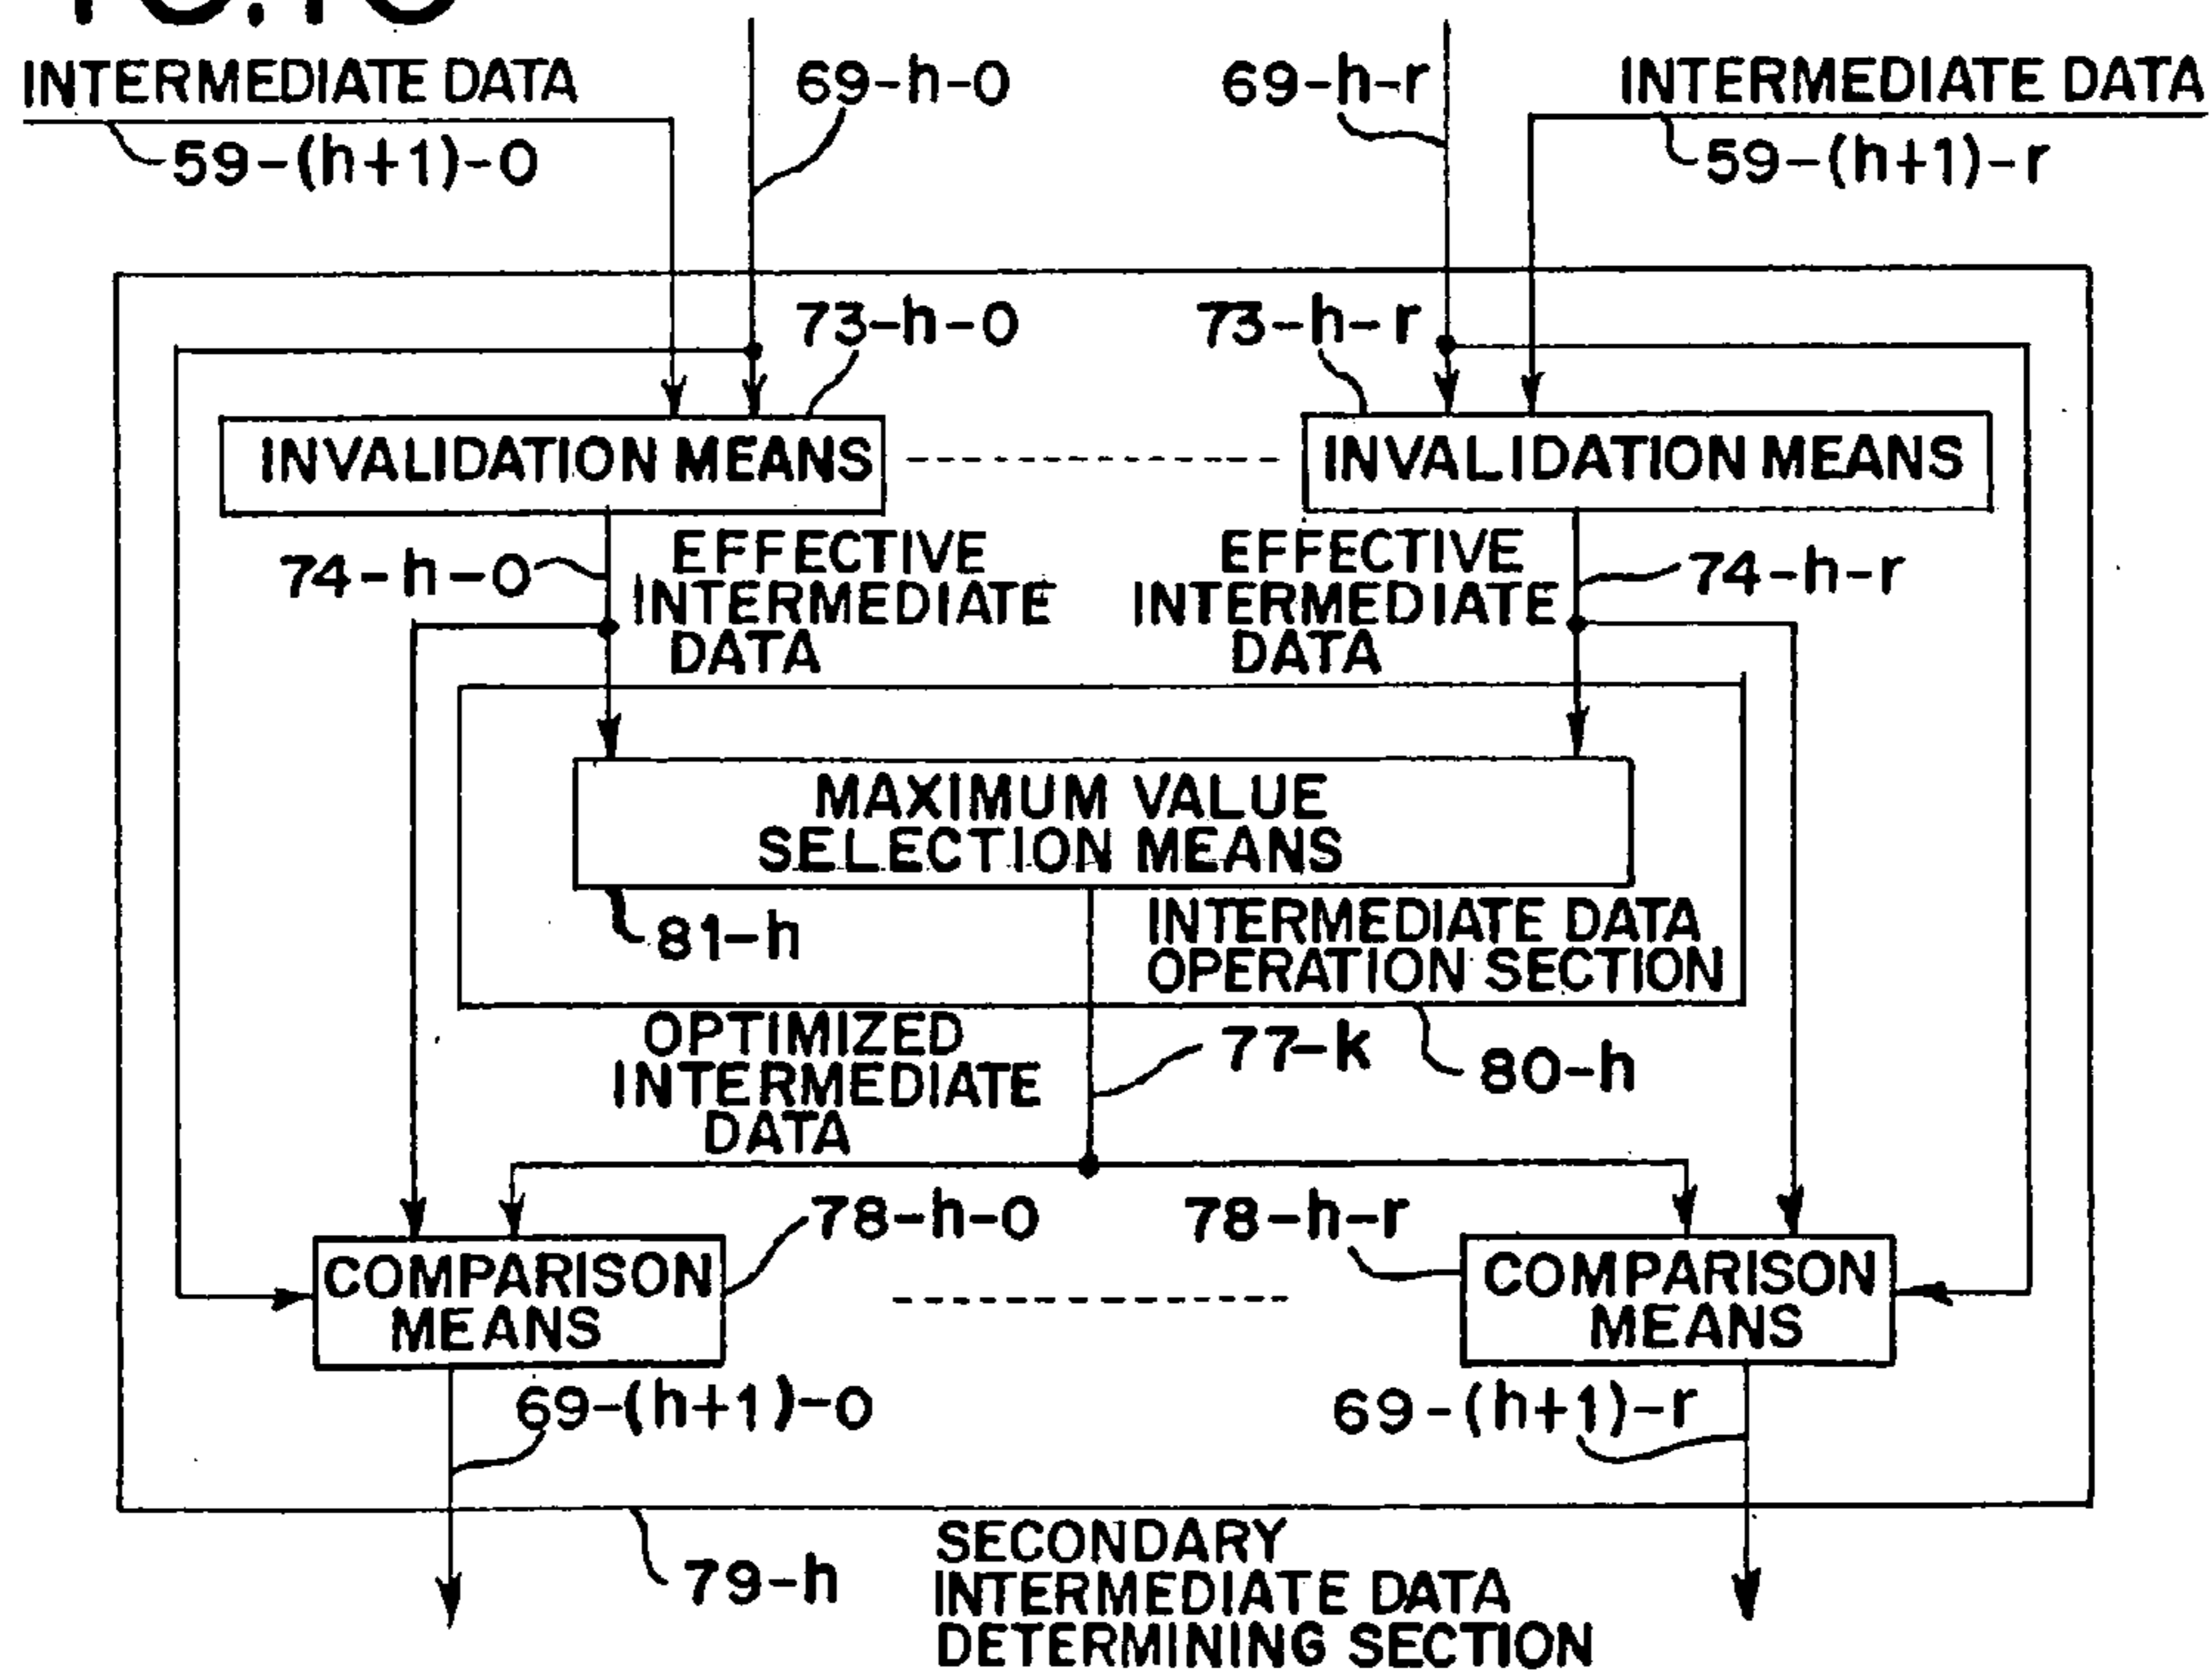 INTERMEDIATE DATA
59-(h+1)-0
69-h-0
69-h-r
INTERMEDIATE DATA
59-(h+1)-r
73-h-0
73-h-r
INVALIDATION MEANS
INVALIDATION MEANS
74-h-0
EFFECTIVE
INTERMEDIATE
DATA
EFFECTIVE
INTERMEDIATE
DATA
74-h-r
MAXIMUM VALUE
SELECTION MEANS
81-h
INTERMEDIATE DATA
OPERATION SECTION
OPTIMIZED
INTERMEDIATE
DATA
77-k
80-h
78-h-0
78-h-r
COMPARISON
MEANS
COMPARISON
MEANS
69-(h+1)-0
69-(h+1)-r
79-h
SECONDARY
INTERMEDIATE DATA
DETERMINING SECTION